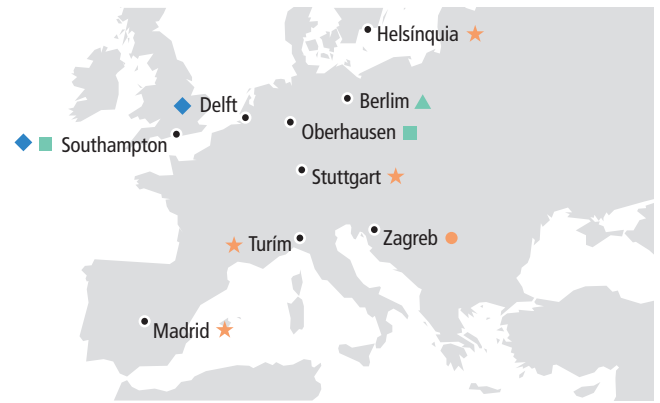 Helsínquia
Delft
Berlim
Oberhausen
Southampton
Stuttgart
Turím
Zagreb
Madrid